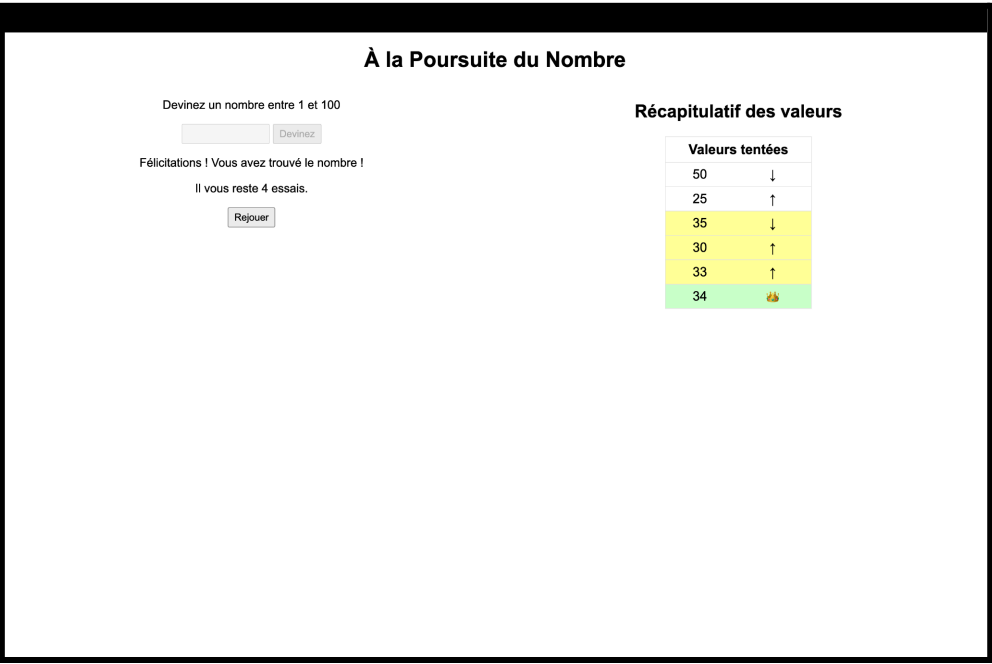 À la Poursuite du Nombre
Devinez un nombre entre 1 et 100
Devinez
Félicitations ! Vous avez trouvé le nombre !
Il vous reste 4 essais.
Rejouer
Récapitulatif des valeurs
Valeurs tentées
50 ↓
25 ↑
35 ↓
30 ↑
33 ↑
34 👑